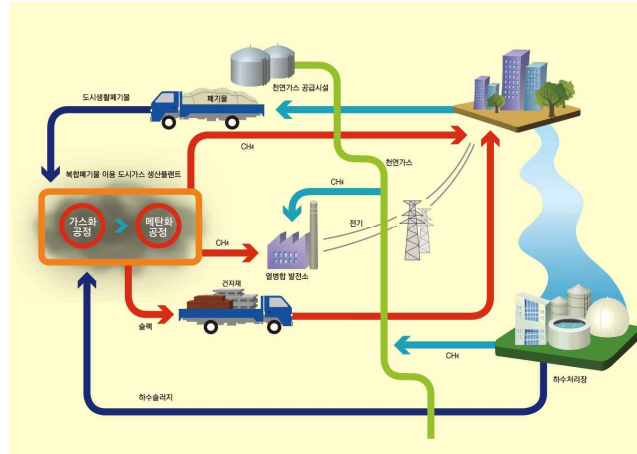 천연가스 공급시설
도시생활폐기물
폐기물
CH4
천연가스
복합폐기물 이용 도시가스 생산플랜트
CH4
가스화
공정
메탄화
공정
전기
CH4
열병합 발전소
건자재
슬랙
CH4
하수처리장
하수슬러지